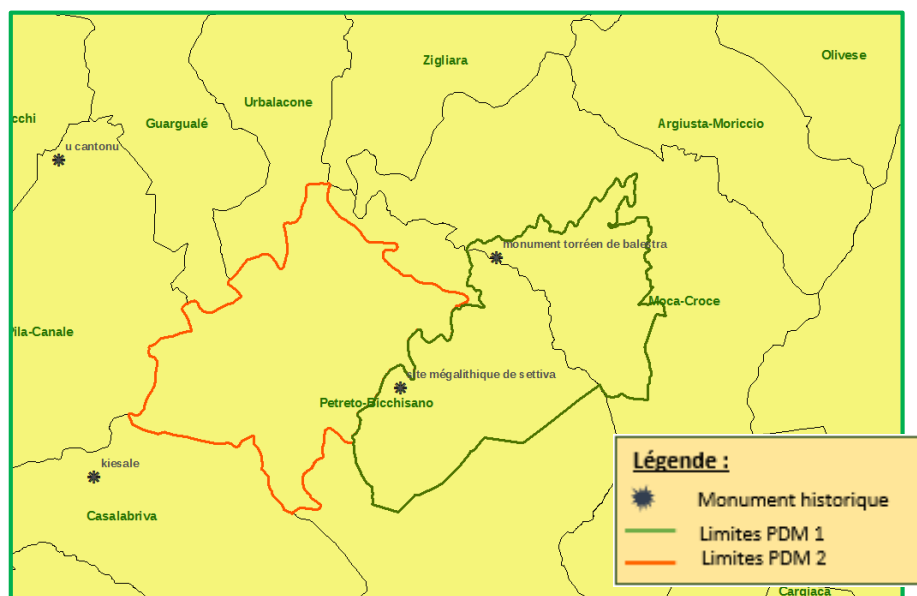 Olivese
Zigliara
Urbalacone
cchi
Guargualé
Argiusta-Moriccio
u cantonu
monument torréen de balestra
Moca-Croce
ila-Canale
site mégalithique de settiva
Petreto-Bicchisano
kiesale
Casalabriva
Légende :
Monument historique
Limites PDM 1
Limites PDM 2
Cargiaca